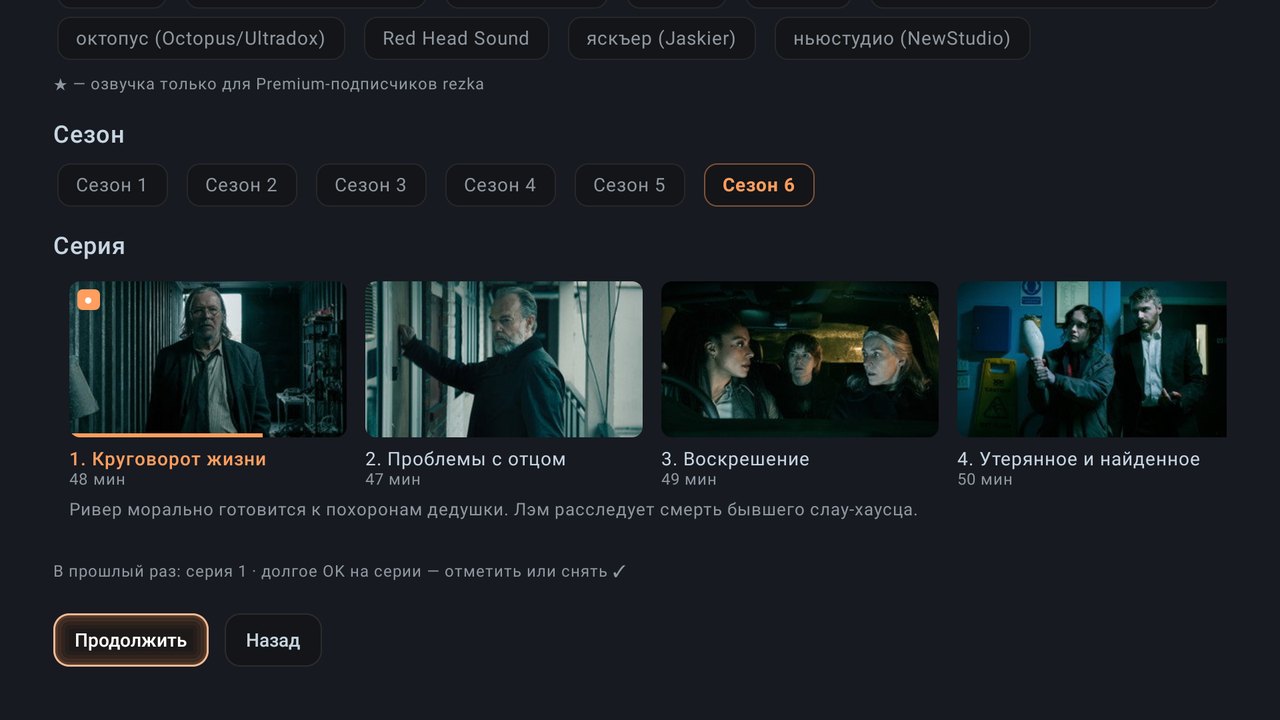 октопус (Octopus/Ultradox) Red Head Sound яскъер (Jaskier) ньюстудио (NewStudio)
★ — озвучка только для Premium-подписчиков rezka
Сезон
Сезон 1 Сезон 2 Сезон 3 Сезон 4 Сезон 5 Сезон 6
Серия
1. Круговорот жизни 2. Проблемы с отцом 3. Воскрешение 4. Утерянное и найденное
48 мин 47 мин 49 мин 50 мин
Ривер морально готовится к похоронам дедушки. Лэм расследует смерть бывшего слау-хаусца.
В прошлый раз: серия 1 · долгое OK на серии — отметить или снять ✓
Продолжить Назад